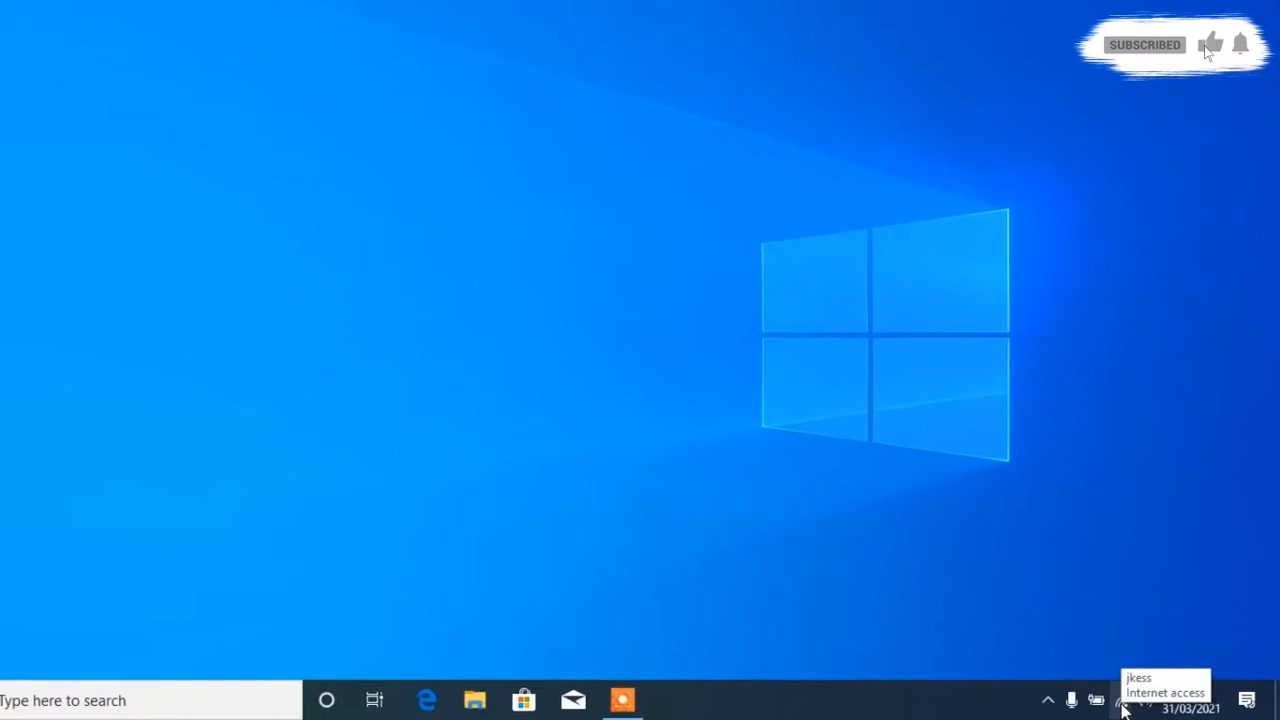 SUBSCRIBED
Type here to search
jkess
Internet access
31/03/2021